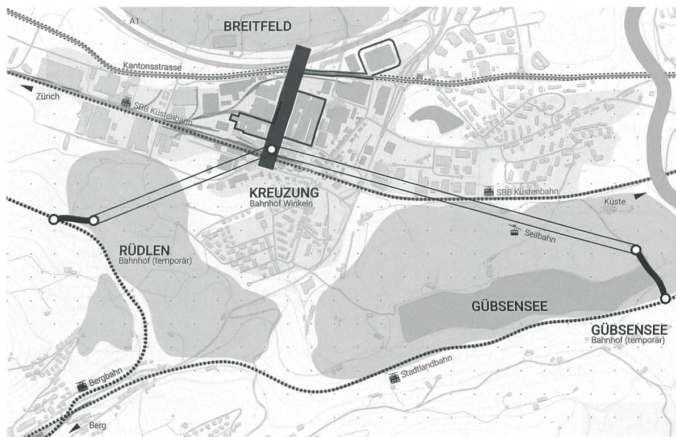 BREITFELD
A1
Kantonsstrasse
Zürich
SBB Küstenbahn
KREUZUNG
Bahnhof Winkeln
SBB Küstenbahn
Küste
RÜDLEN
Bahnhof (temporär)
Seilbahn
GÜBSENSEE
GÜBSENSEE
Bahnhof (temporär)
Stadtlandbahn
Bergbahn
Berg